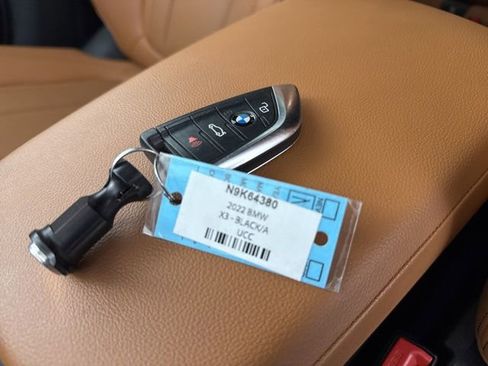 N9K64380
2022 BMW
X3 - BLACK/A
UCC